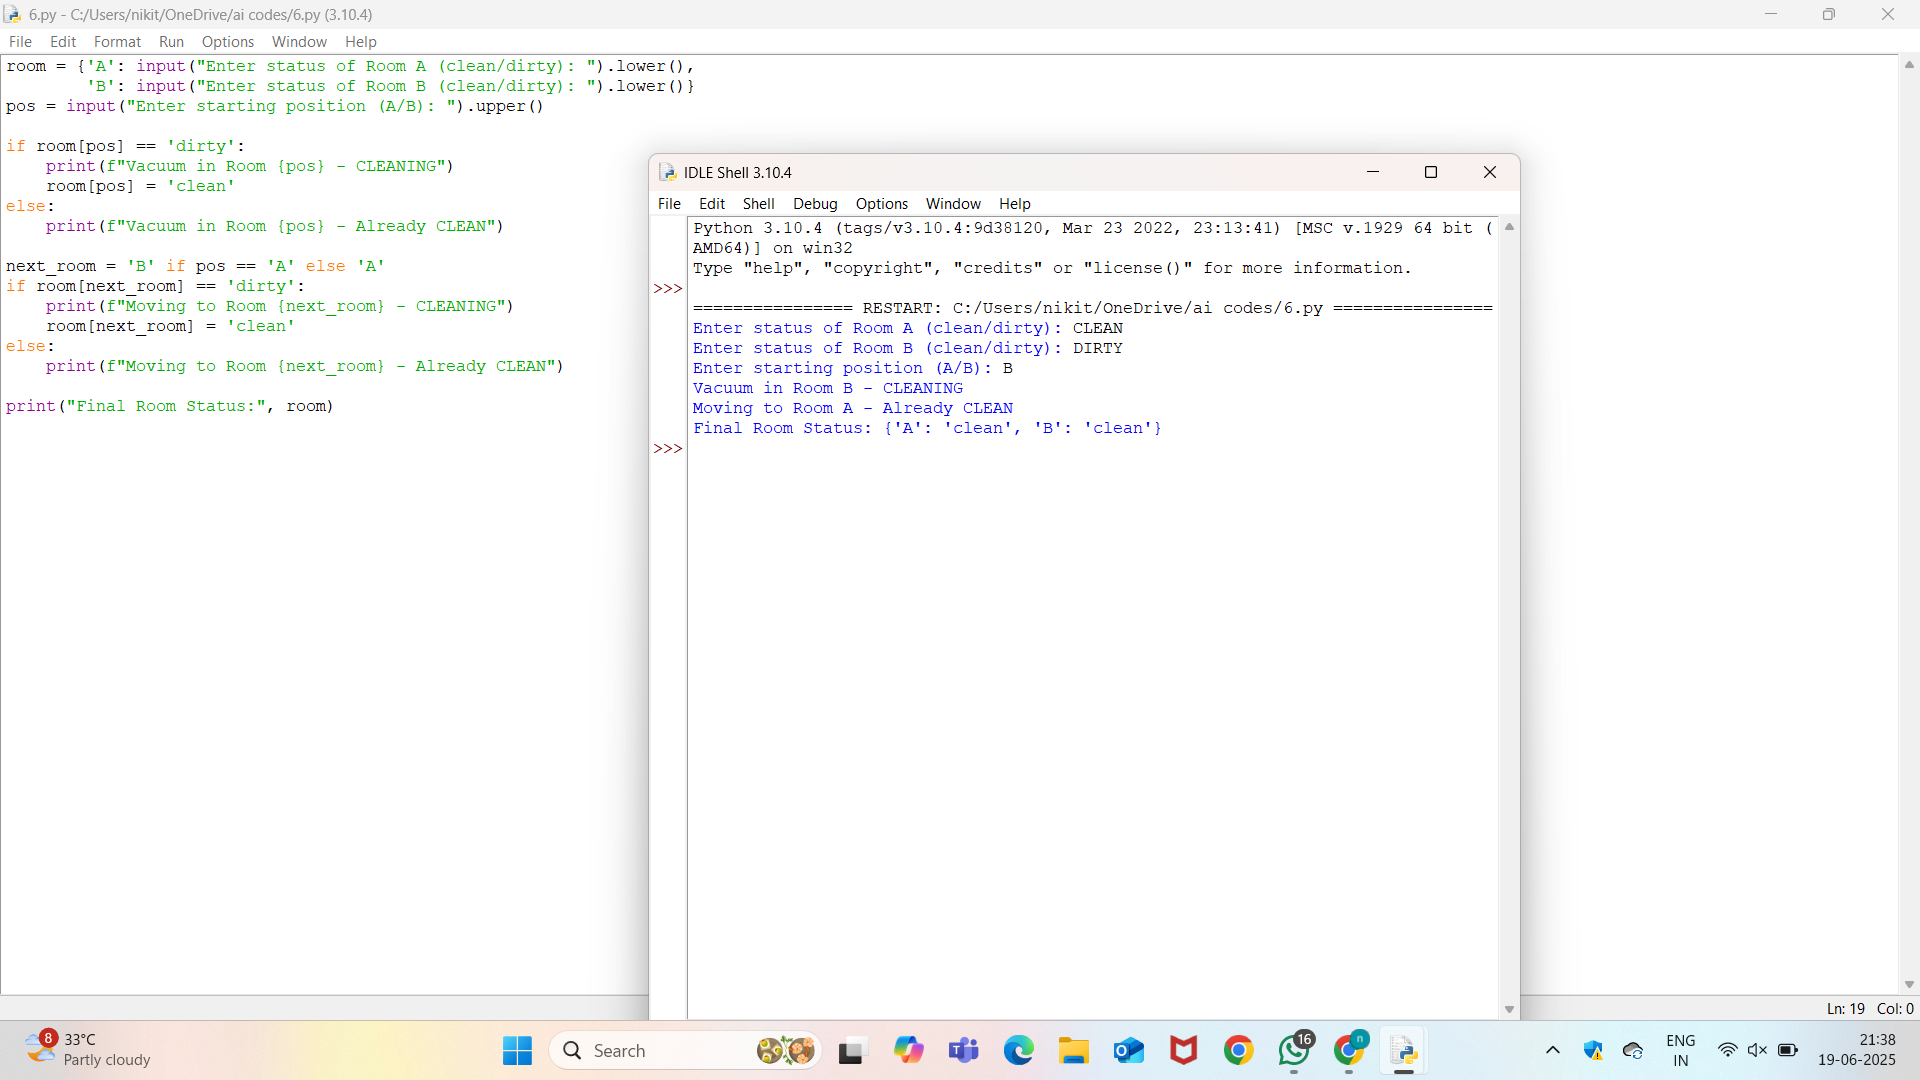 6.py - C:/Users/nikit/OneDrive/ai codes/6.py (3.10.4)
File Edit Format Run Options Window Help
room = {'A': input("Enter status of Room A (clean/dirty): ").lower(),
        'B': input("Enter status of Room B (clean/dirty): ").lower()}
pos = input("Enter starting position (A/B): ").upper()

if room[pos] == 'dirty':
    print(f"Vacuum in Room {pos} - CLEANING")
    room[pos] = 'clean'
else:
    print(f"Vacuum in Room {pos} - Already CLEAN")

next_room = 'B' if pos == 'A' else 'A'
if room[next_room] == 'dirty':
    print(f"Moving to Room {next_room} - CLEANING")
    room[next_room] = 'clean'
else:
    print(f"Moving to Room {next_room} - Already CLEAN")

print("Final Room Status:", room)
IDLE Shell 3.10.4
File Edit Shell Debug Options Window Help
Python 3.10.4 (tags/v3.10.4:9d38120, Mar 23 2022, 23:13:41) [MSC v.1929 64 bit (
AMD64)] on win32
Type "help", "copyright", "credits" or "license()" for more information.
>>>
================ RESTART: C:/Users/nikit/OneDrive/ai codes/6.py ================
Enter status of Room A (clean/dirty): CLEAN
Enter status of Room B (clean/dirty): DIRTY
Enter starting position (A/B): B
Vacuum in Room B - CLEANING
Moving to Room A - Already CLEAN
Final Room Status: {'A': 'clean', 'B': 'clean'}
>>>
Ln: 19 Col: 0
8
33°C
Partly cloudy
Search
16
n
ENG
IN
21:38
19-06-2025